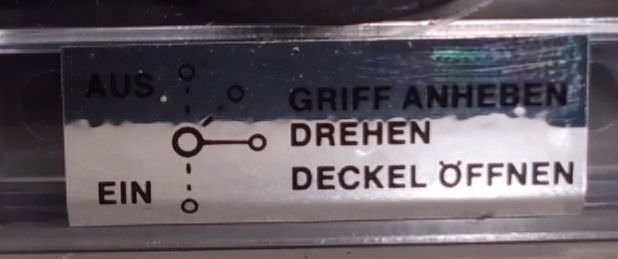 AUS
GRIFF ANHEBEN
DREHEN
EIN
DECKEL ÖFFNEN